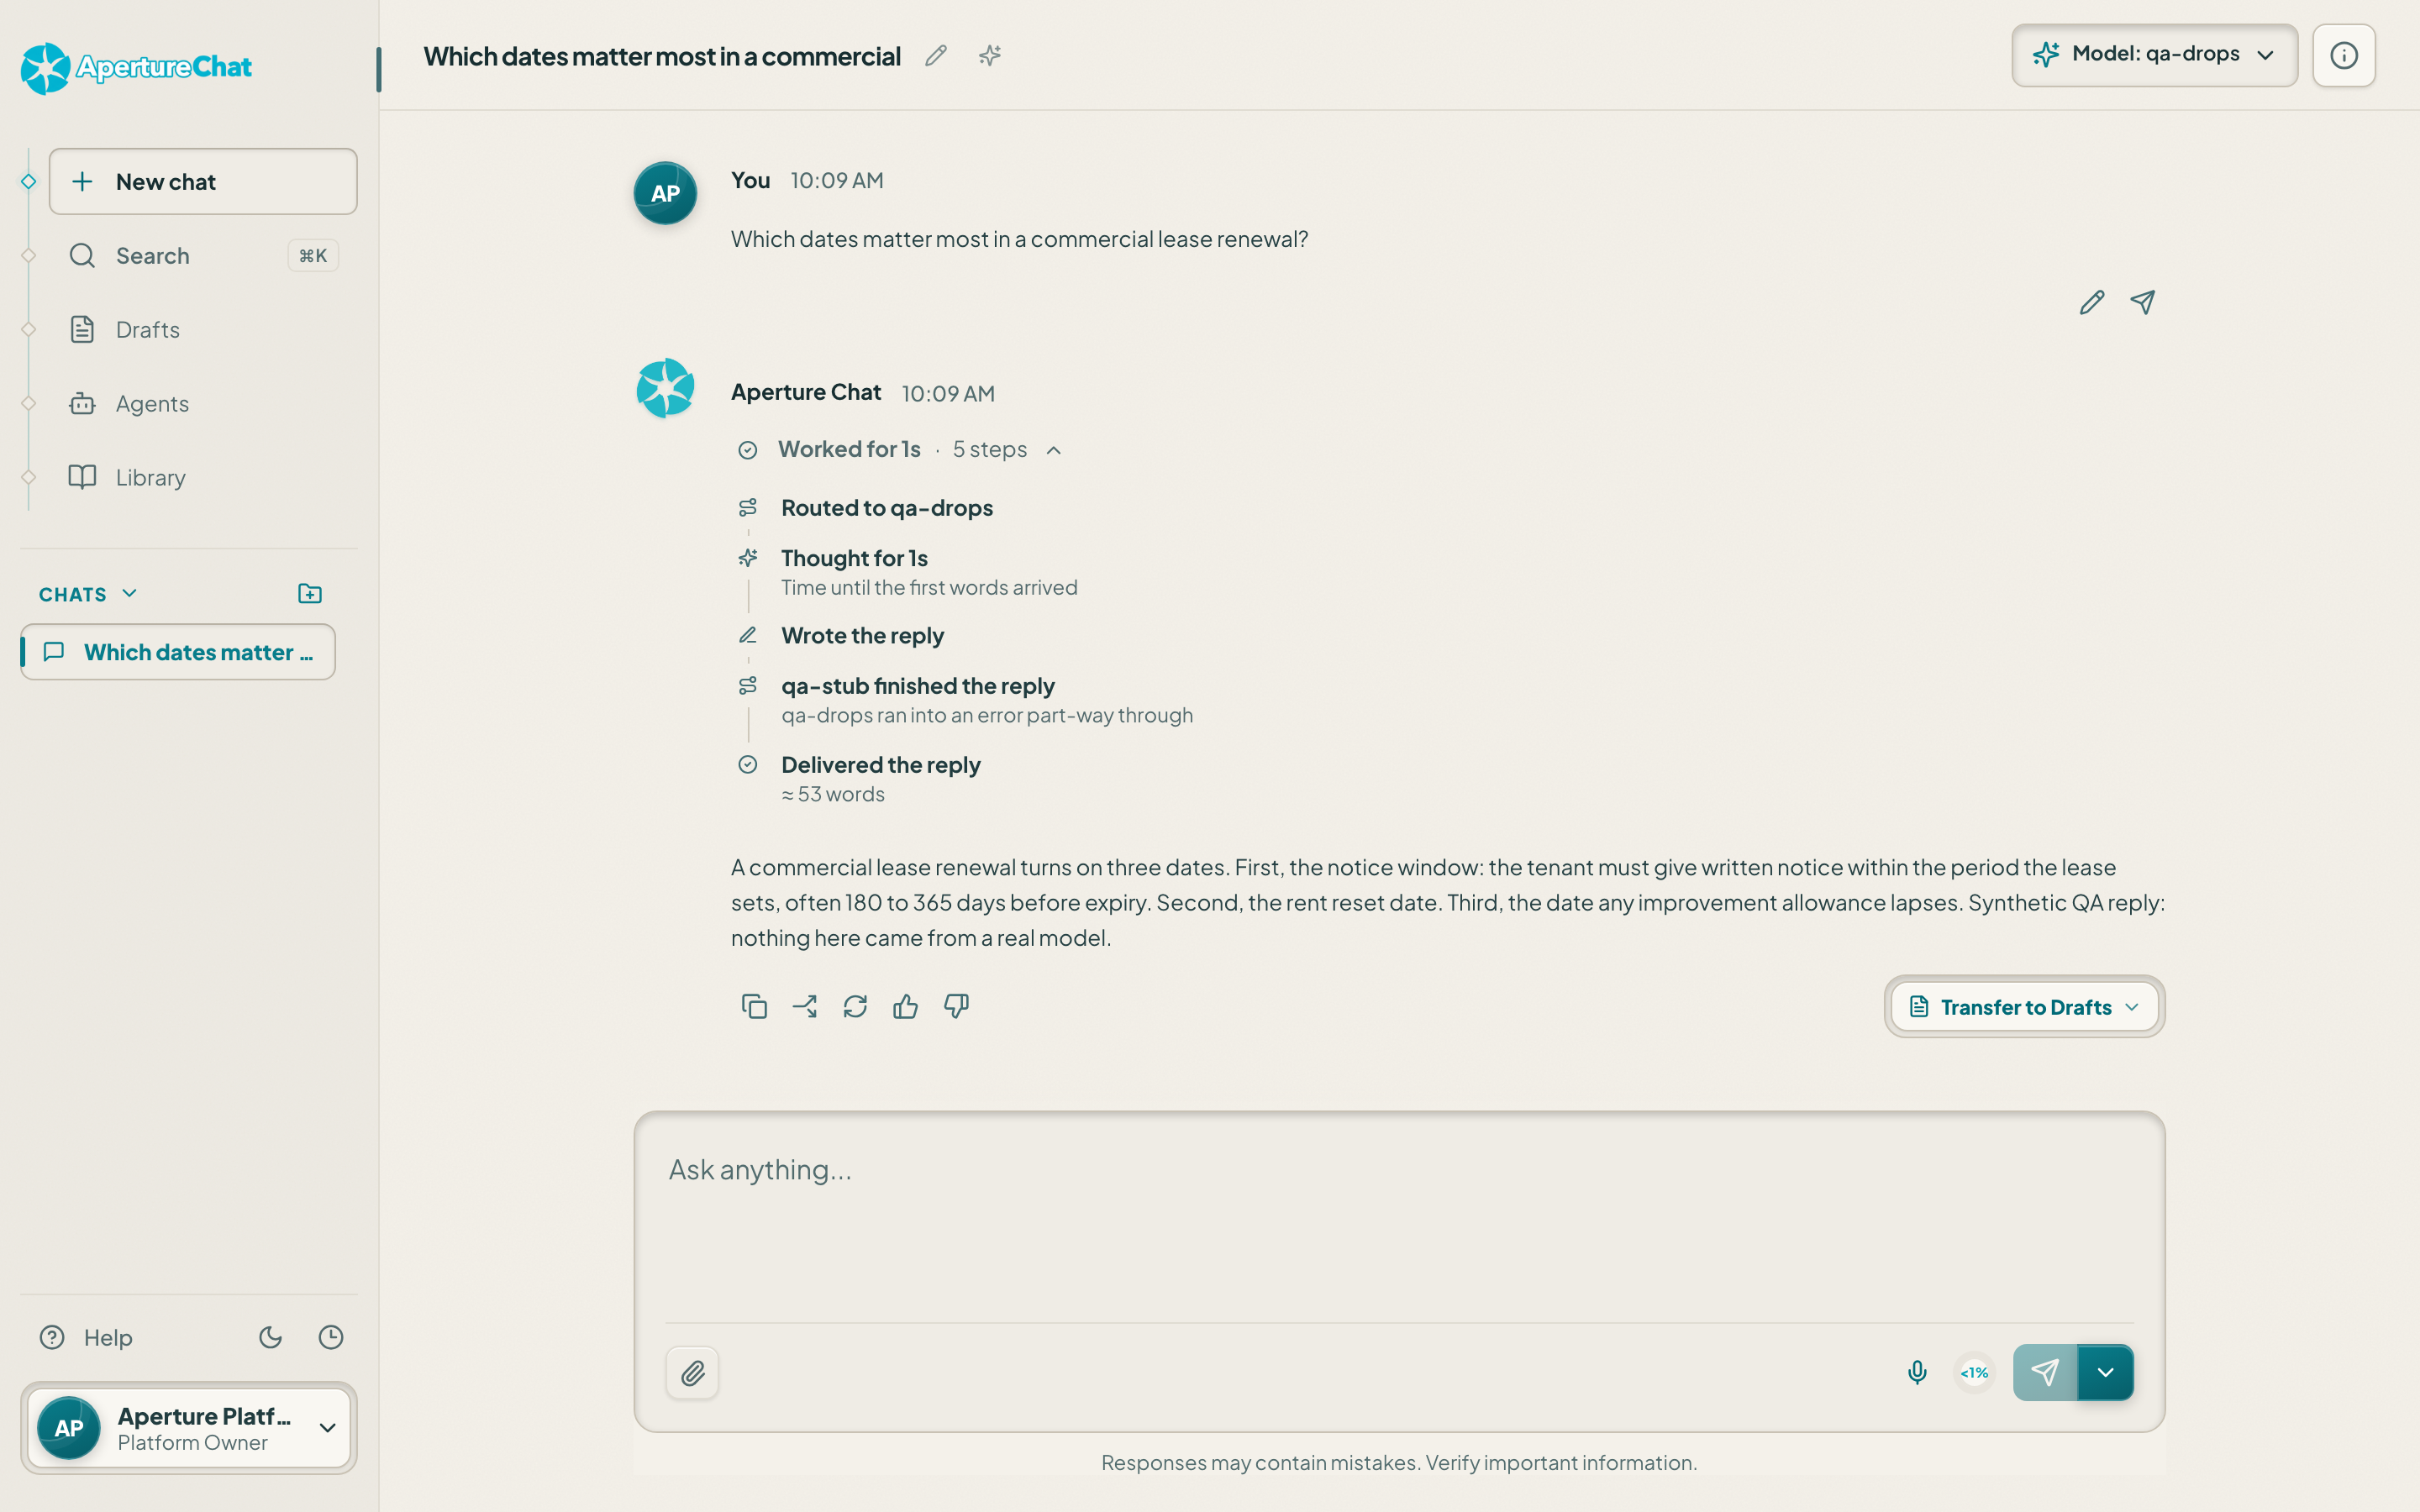 ApertureChat
New chat
Search
⌘K
Drafts
Agents
Library
CHATS
Which dates matter ...
Help
AP
Aperture Platf...
Platform Owner
Which dates matter most in a commercial
Model: qa-drops
AP
You 10:09 AM
Which dates matter most in a commercial lease renewal?
Aperture Chat 10:09 AM
Worked for 1s · 5 steps
Routed to qa-drops
Thought for 1s
Time until the first words arrived
Wrote the reply
qa-stub finished the reply
qa-drops ran into an error part-way through
Delivered the reply
≈ 53 words
A commercial lease renewal turns on three dates. First, the notice window: the tenant must give written notice within the period the lease
sets, often 180 to 365 days before expiry. Second, the rent reset date. Third, the date any improvement allowance lapses. Synthetic QA reply:
nothing here came from a real model.
Transfer to Drafts
Ask anything...
<1%
Responses may contain mistakes. Verify important information.